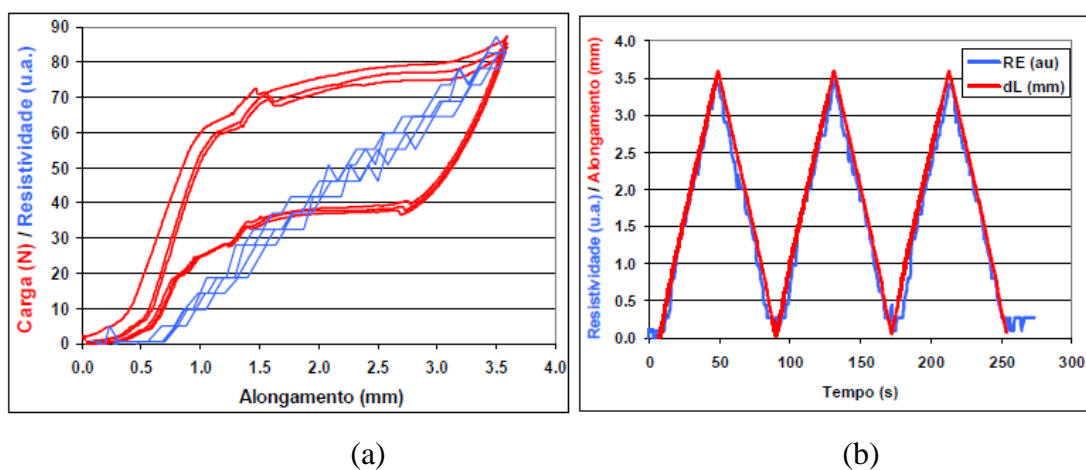 90
80
70
60
50
40
30
20
10
0
0.0 0.5 1.0 1.5 2.0 2.5 3.0 3.5 4.0
Carga (N) / Resistividade (u.a.)
Alongamento (mm)
4.0
3.5
3.0
2.5
2.0
1.5
1.0
0.5
0.0
0 50 100 150 200 250 300
Resistividade (u.a.) / Alongamento (mm)
Tempo (s)
RE (au)
dL (mm)
(a) (b)